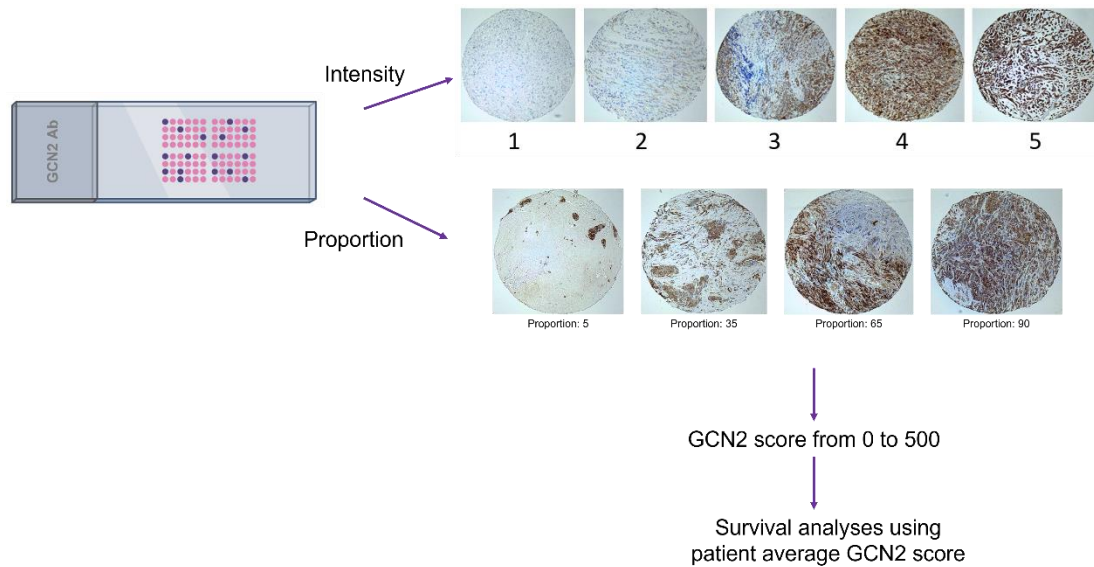 GCN2 Ab
Intensity
1 2 3 4 5
Proportion
Proportion: 5 Proportion: 35 Proportion: 65 Proportion: 90
GCN2 score from 0 to 500
Survival analyses using
patient average GCN2 score